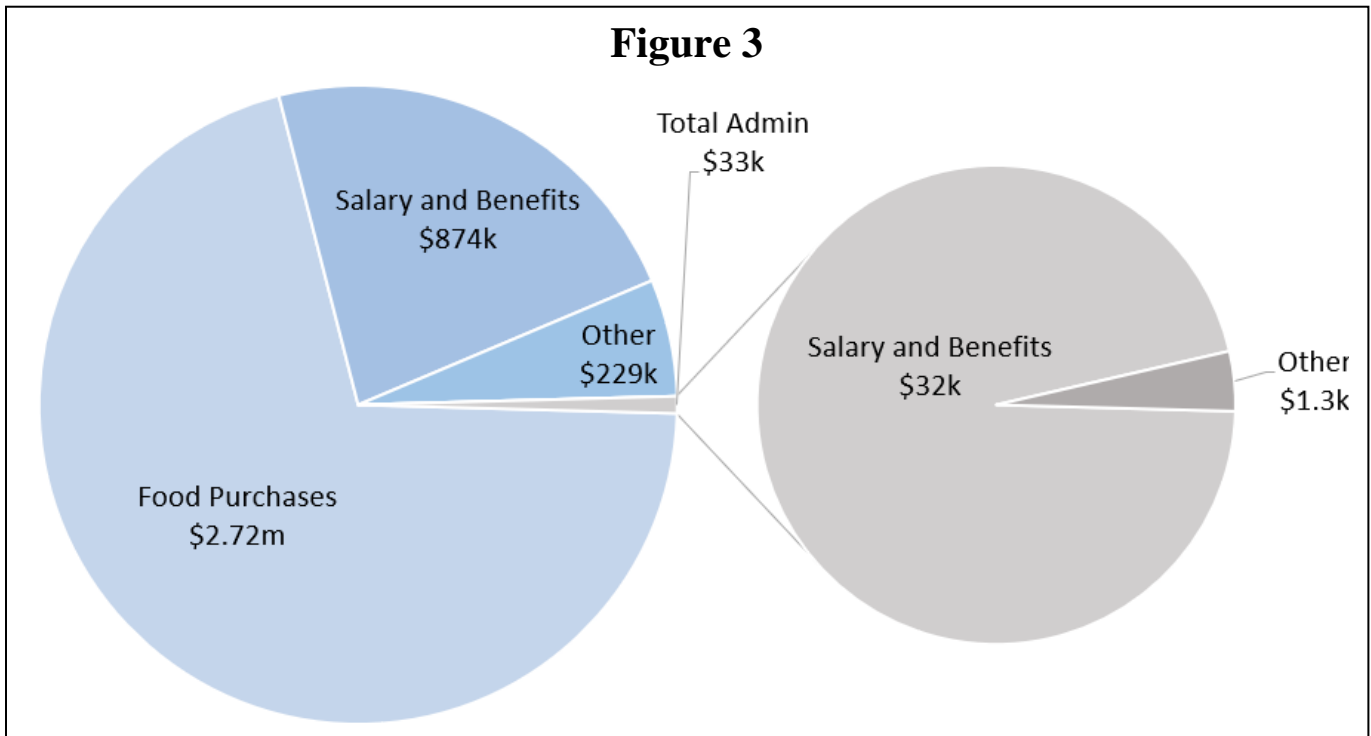 Figure 3
Total Admin
$33k
Salary and Benefits
$874k
Other
$229k
Food Purchases
$2.72m
Salary and Benefits
$32k
Other
$1.3k